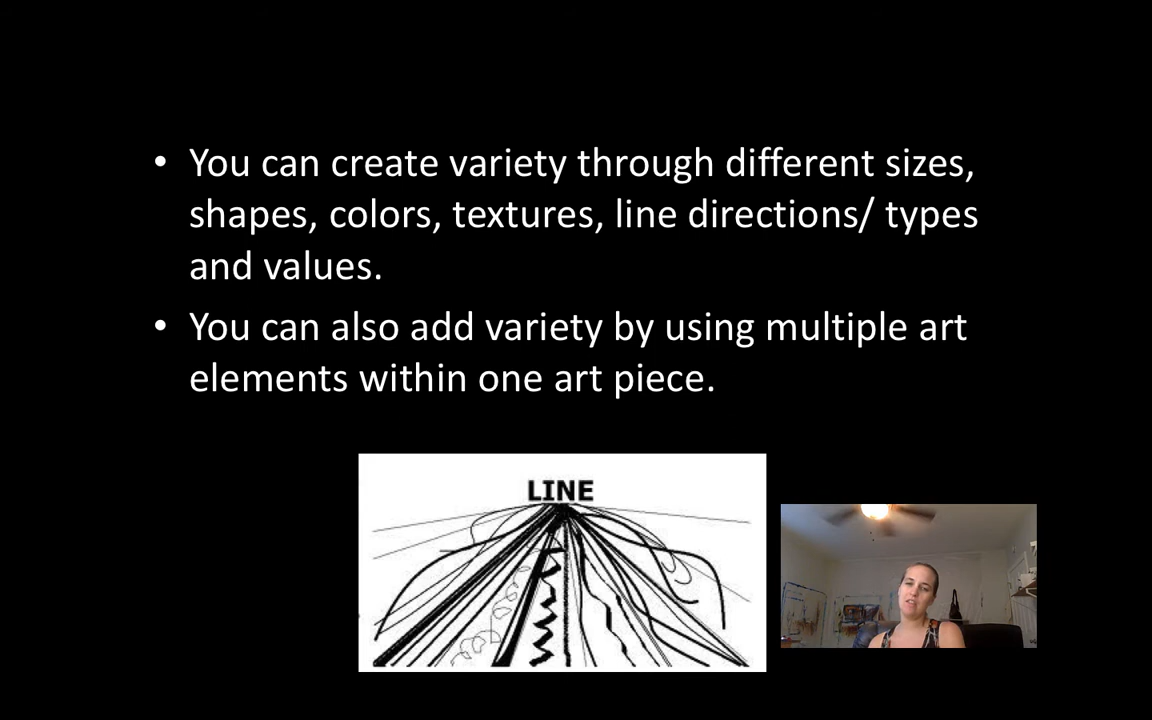 • You can create variety through different sizes,
shapes, colors, textures, line directions/ types
and values.
• You can also add variety by using multiple art
elements within one art piece.
LINE